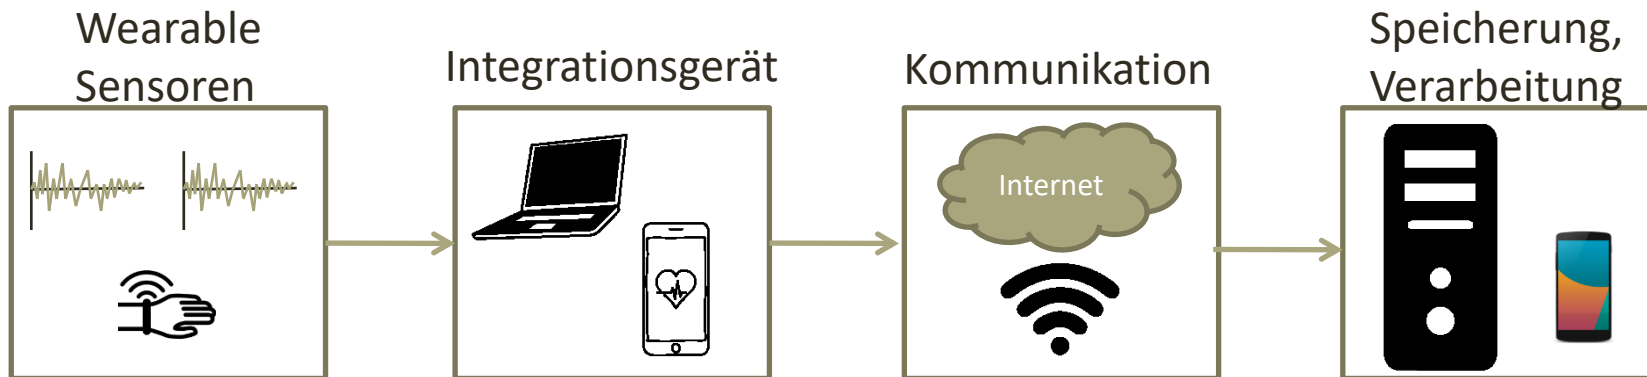 Wearable
Sensoren
Integrationsgerät
Kommunikation
Internet
Speicherung,
Verarbeitung